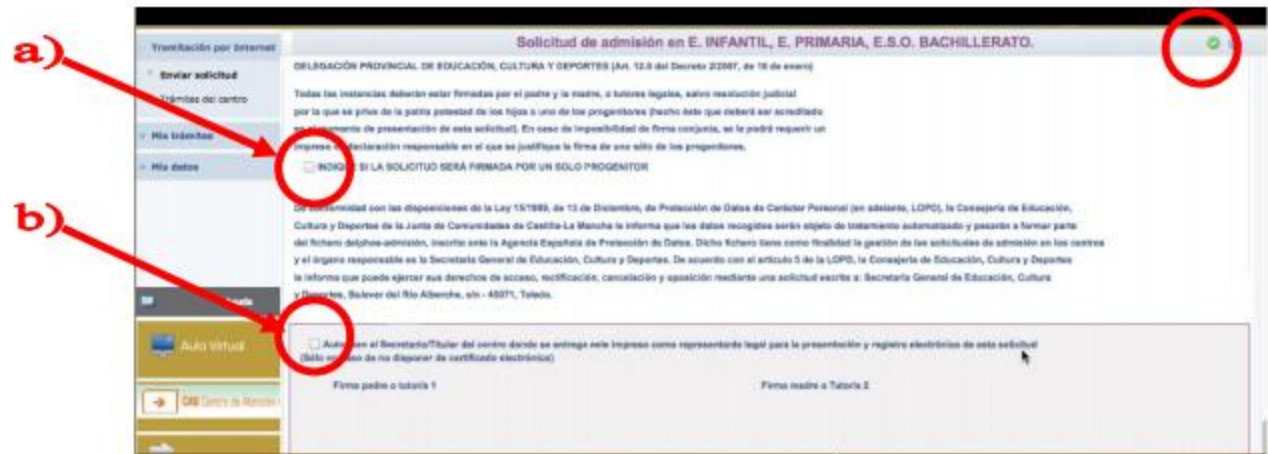 a)
b)
Tramitación por Internet
Enviar solicitud
Trámites del centro
Mis trámites
Mis datos
Aula Virtual
CAU Centro de Atención
Solicitud de admisión en E. INFANTIL, E. PRIMARIA, E.S.O. BACHILLERATO.
DELEGACIÓN PROVINCIAL DE EDUCACIÓN, CULTURA Y DEPORTES (Art. 12.8 del Decreto 2/2007, de 16 de enero)
Todas las instancias deberán estar firmadas por el padre y la madre, o tutores legales, salvo resolución judicial
por la que se prive de la patria potestad de los hijos a uno de los progenitores (hecho éste que deberá ser acreditado
en el momento de presentación de esta solicitud). En caso de imposibilidad de firma conjunta, se le podrá requerir un
impreso de declaración responsable en el que se justifique la firma de uno sólo de los progenitores.
SI LA SOLICITUD SERÁ FIRMADA POR UN SOLO PROGENITOR
De conformidad con las disposiciones de la Ley 15/1999, de 13 de Diciembre, de Protección de Datos de Carácter Personal (en adelante, LOPD), la Consejería de Educación,
Cultura y Deportes de la Junta de Comunidades de Castilla-La Mancha le informa que los datos recogidos serán objeto de tratamiento automatizado y pasarán a formar parte
del fichero delphos-admisión, inscrito ante la Agencia Española de Protección de Datos. Dicho fichero tiene como finalidad la gestión de las solicitudes de admisión en los centros
y el órgano responsable es la Secretaría General de Educación, Cultura y Deportes. De acuerdo con el artículo 5 de la LOPD, la Consejería de Educación, Cultura y Deportes
le informa que puede ejercer sus derechos de acceso, rectificación, cancelación y oposición mediante una solicitud escrita a: Secretaría General de Educación, Cultura
y Deportes, Bulevar del Río Alberche, s/n - 45071, Toledo.
al Secretario/Titular del centro donde se entrega este impreso como representante legal para la presentación y registro electrónico de esta solicitud
(Sólo en caso de no disponer de certificado electrónico)
Firma padre o tutor/a 1
Firma madre o Tutor/a 2